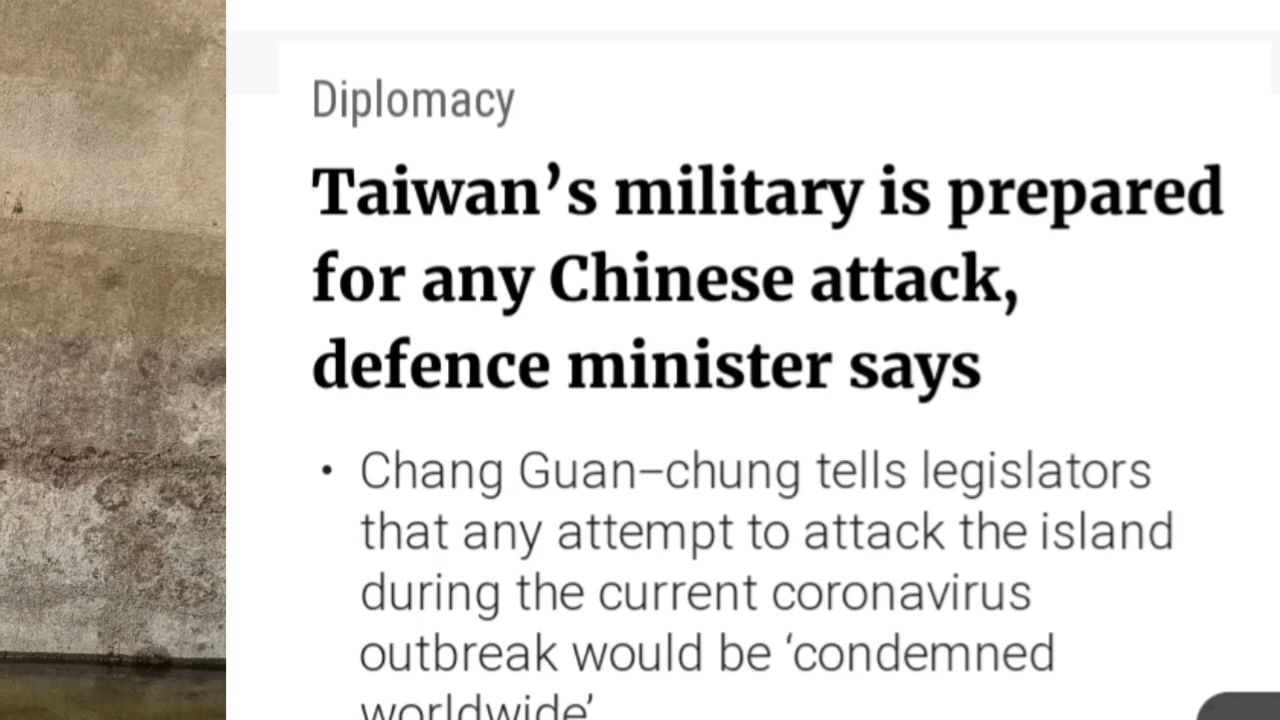 Diplomacy
Taiwan’s military is prepared
for any Chinese attack,
defence minister says
• Chang Guan–chung tells legislators
that any attempt to attack the island
during the current coronavirus
outbreak would be ‘condemned
worldwide’